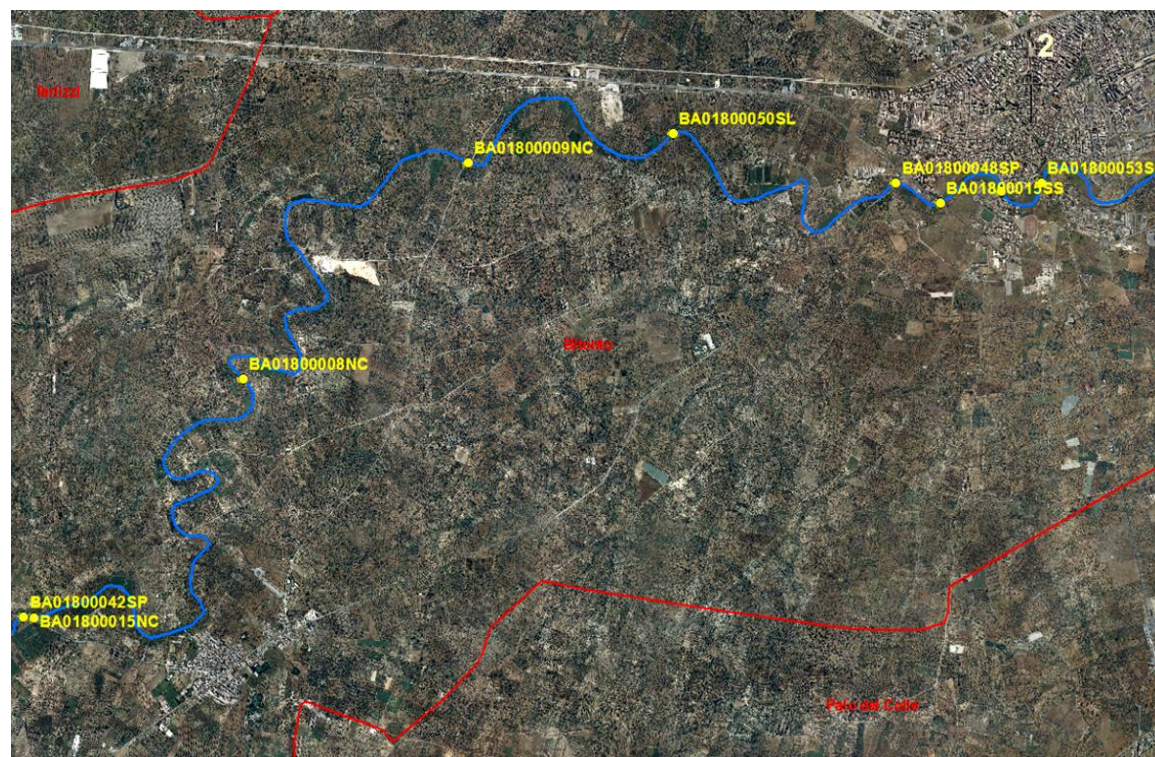 2
Terlizzi
BA01800050SL
BA01800009NC
BA01800048SP
BA01800053S
BA01800015SS
Bitonto
BA01800008NC
BA01800042SP
BA01800015NC
Palo del Colle